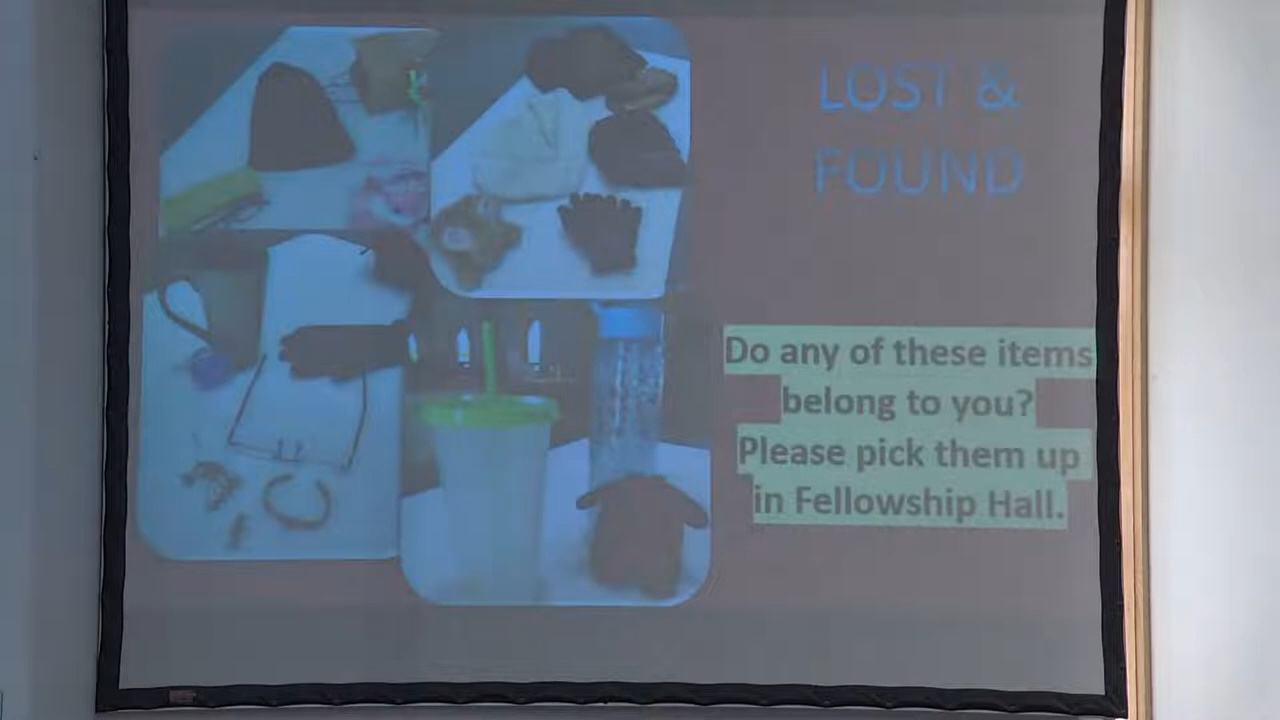 LOST &
FOUND
Do any of these items
belong to you?
Please pick them up
in Fellowship Hall.